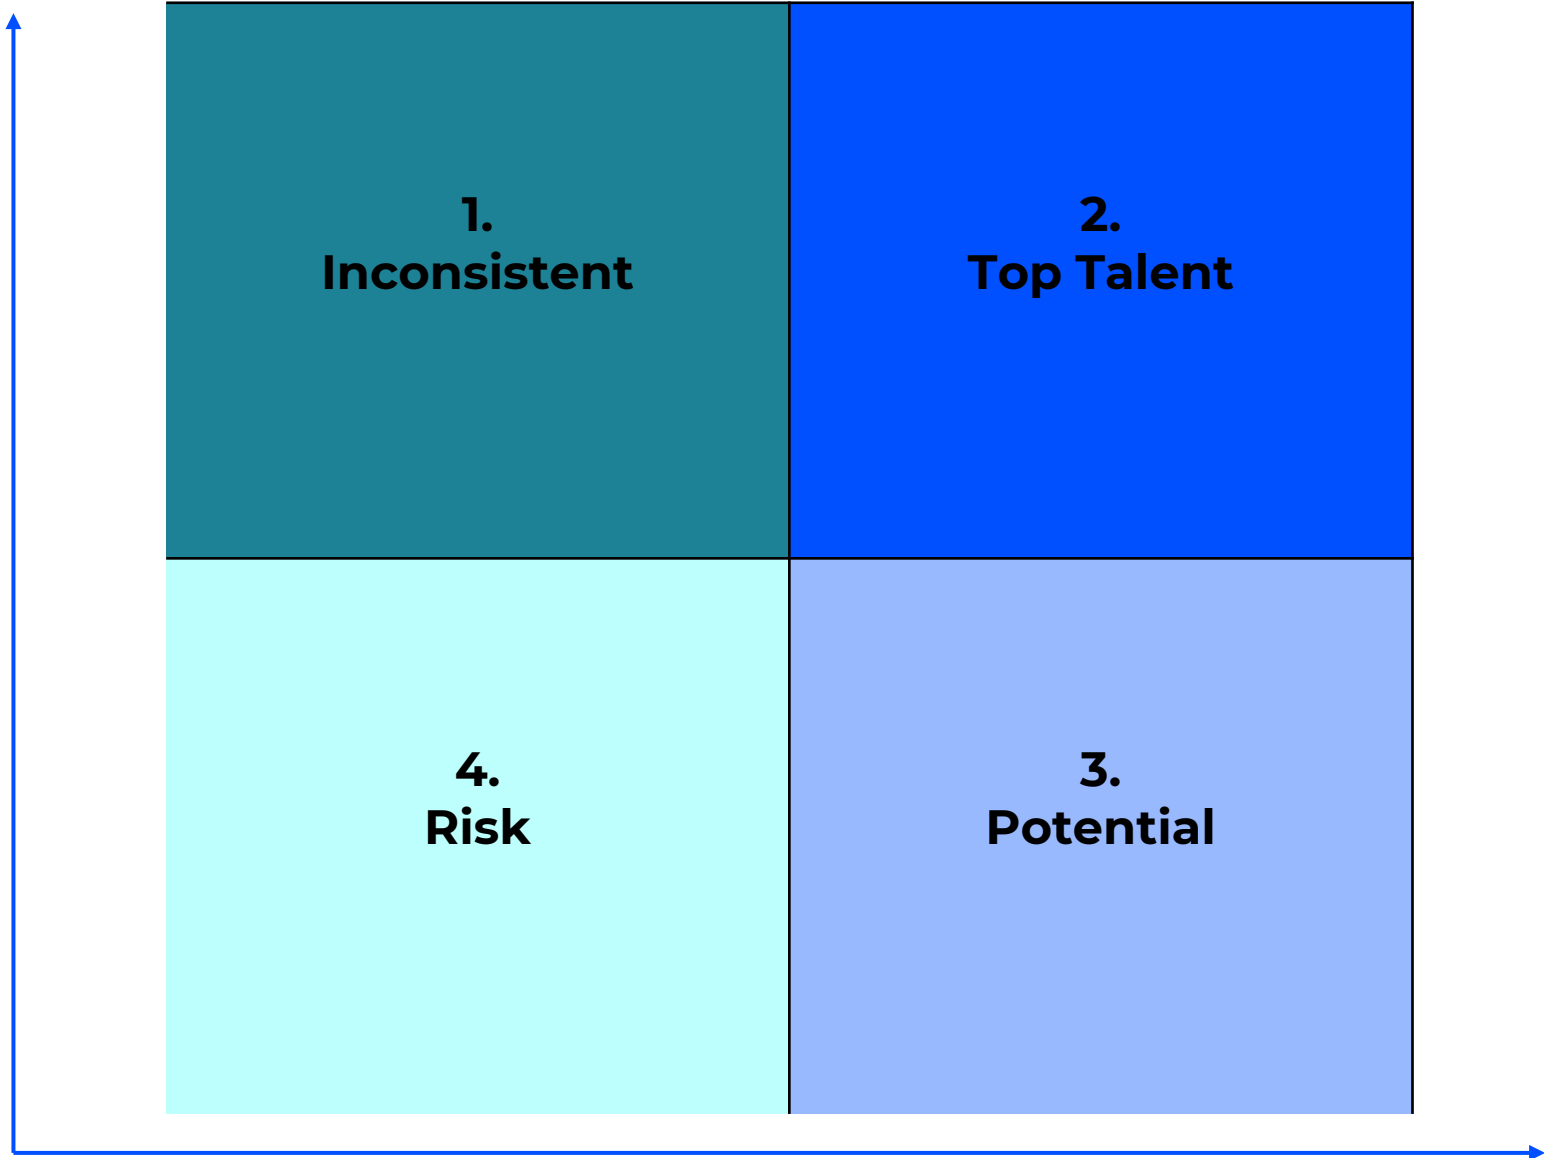 1.
Inconsistent
2.
Top Talent
4.
Risk
3.
Potential